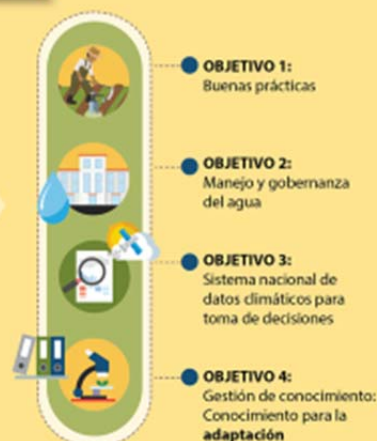 OBJETIVO 1:
Buenas prácticas
OBJETIVO 2:
Manejo y gobernanza
del agua
OBJETIVO 3:
Sistema nacional de
datos climáticos para
toma de decisiones
OBJETIVO 4:
Gestión de conocimiento:
Conocimiento para la
adaptación